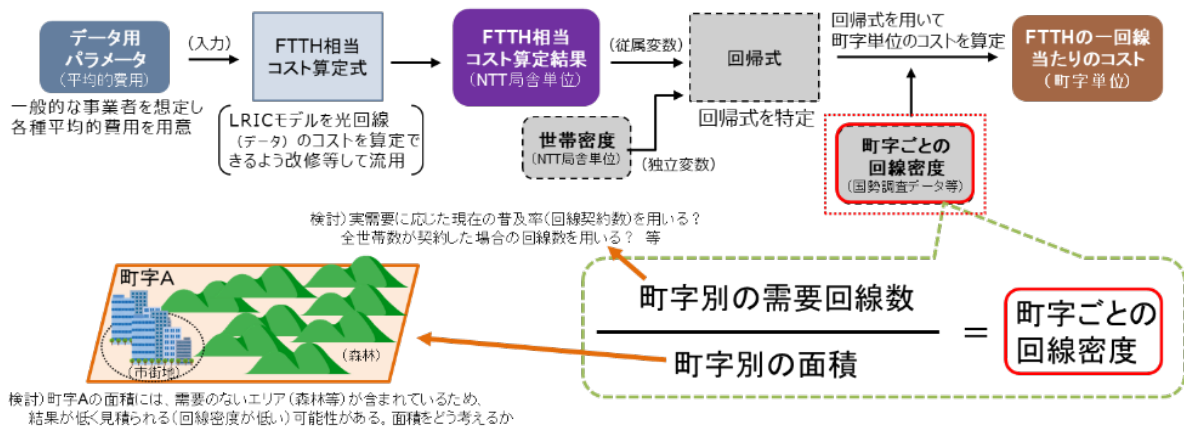 データ用
パラメータ
(平均的費用)
一般的な事業者を想定し
各種平均的費用を用意
(入力)
FTTH相当
コスト算定式
LRICモデルを光回線
(データ)のコストを算定で
きるよう改修等して流用
FTTH相当
コスト算定結果
(NTT局舎単位)
(従属変数)
世帯密度
(NTT局舎単位)
(独立変数)
回帰式
回帰式を特定
回帰式を用いて
町字単位のコストを算定
FTTHの一回線
当たりのコスト
(町字単位)
町字ごとの
回線密度
(国勢調査データ等)
検討)実需要に応じた現在の普及率(回線契約数)を用いる?
全世帯数が契約した場合の回線数を用いる? 等
町字別の需要回線数
町字別の面積
=
町字ごとの
回線密度
町字A
(市街地)
(森林)
検討)町字Aの面積には、需要のないエリア(森林等)が含まれているため、
結果が低く見積られる(回線密度が低い)可能性がある。面積をどう考えるか